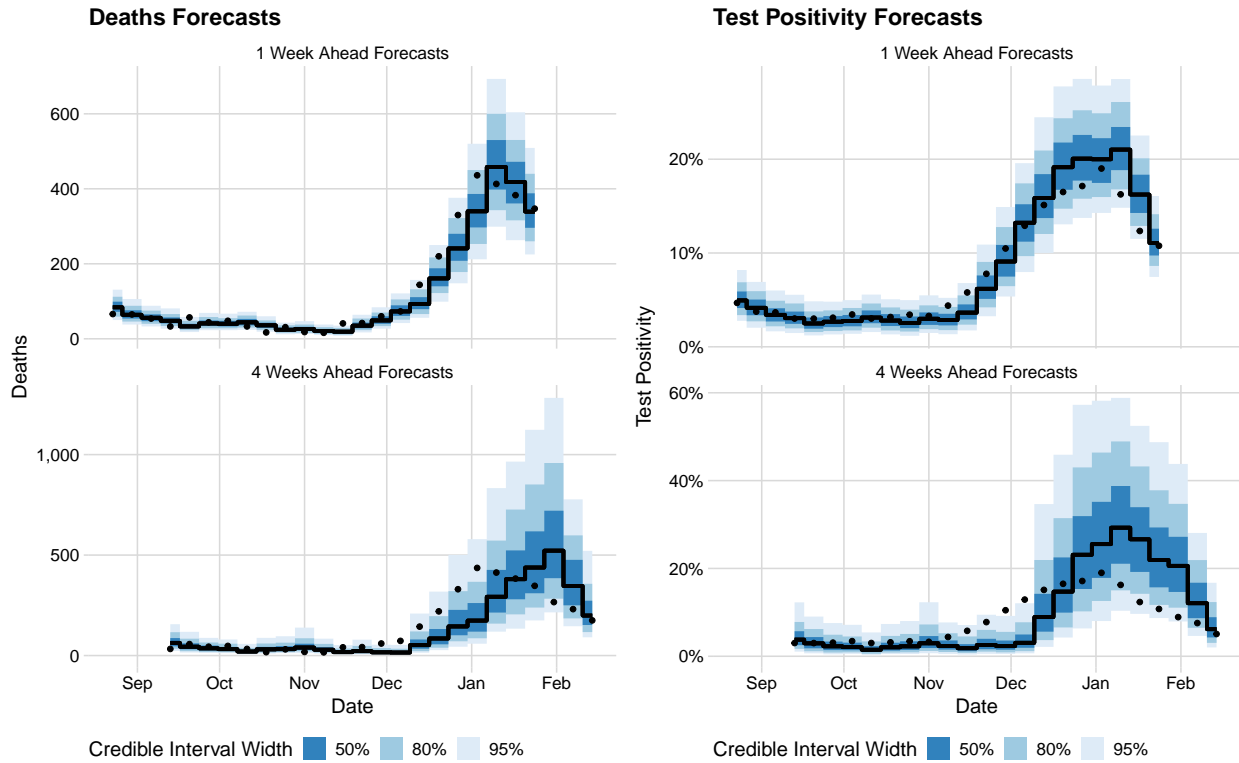 Deaths Forecasts
1 Week Ahead Forecasts
600
400
200
0
4 Weeks Ahead Forecasts
1,000
500
0
Deaths
Sep Oct Nov Dec Jan Feb
Date
Credible Interval Width 50% 80% 95%
Test Positivity Forecasts
1 Week Ahead Forecasts
20%
10%
0%
4 Weeks Ahead Forecasts
60%
40%
20%
0%
Test Positivity
Sep Oct Nov Dec Jan Feb
Date
Credible Interval Width 50% 80% 95%